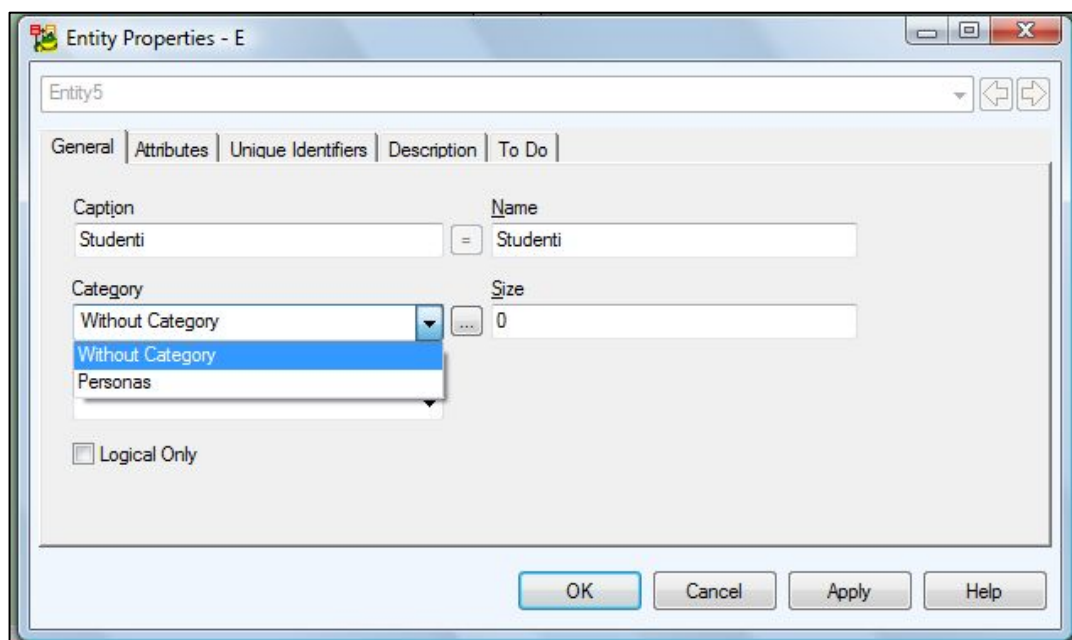 Entity Properties - E
Entity5
General Attributes Unique Identifiers Description To Do
Caption Name
Studenti = Studenti
Category Size
Without Category ... 0
Without Category
Personas
Logical Only
OK Cancel Apply Help